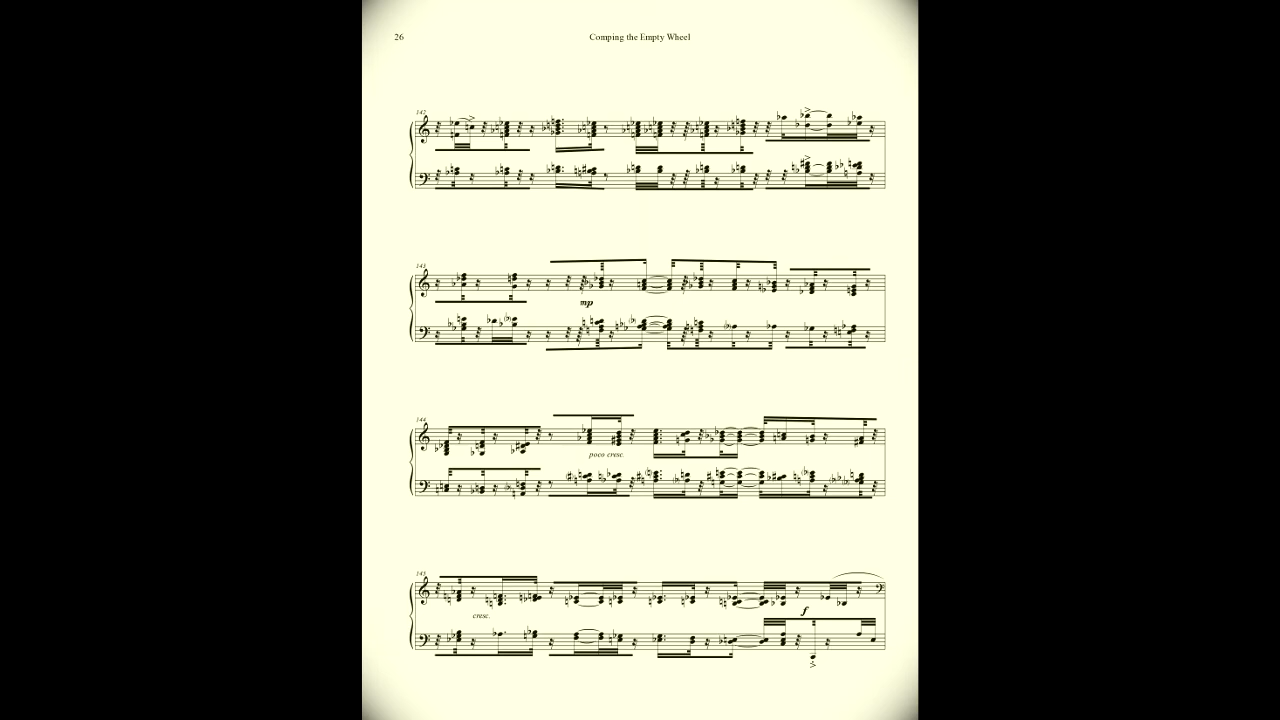 26
Comping the Empty Wheel
142
143
mp
144
poco cresc.
145
cresc.
f